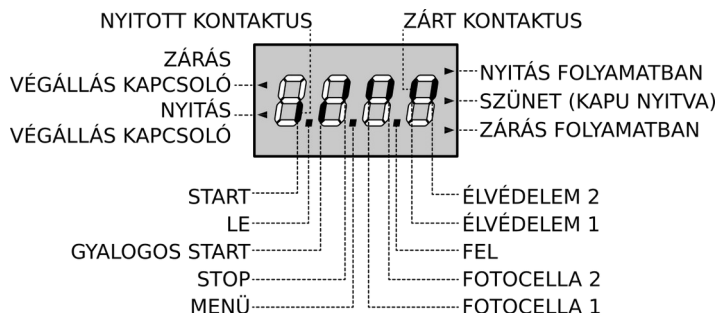 NYITOTT KONTAKTUS
ZÁRT KONTAKTUS
ZÁRÁS
VÉGÁLLÁS KAPCSOLÓ
NYITÁS
VÉGÁLLÁS KAPCSOLÓ
NYITÁS FOLYAMATBAN
SZÜNET (KAPU NYITVA)
ZÁRÁS FOLYAMATBAN
START
LE
GYALOGOS START
STOP
MENÜ
ÉLVÉDELEM 2
ÉLVÉDELEM 1
FEL
FOTOCELLA 2
FOTOCELLA 1